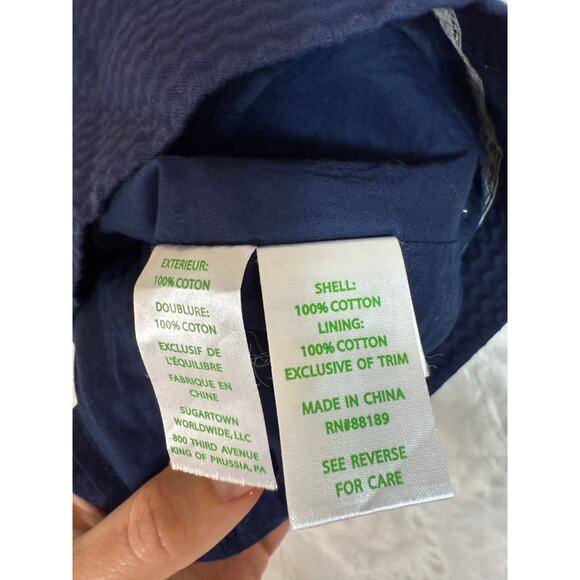 EXTERIEUR:
100% COTON
DOUBLURE:
100% COTON
EXCLUSIF DE
L'ÉQUILIBRE
FABRIQUE EN
CHINE
SUGARTOWN
WORLDWIDE, LLC
800 THIRD AVENUE
KING OF PRUSSIA, PA
SHELL:
100% COTTON
LINING:
100% COTTON
EXCLUSIVE OF TRIM
MADE IN CHINA
RN#88189
SEE REVERSE
FOR CARE